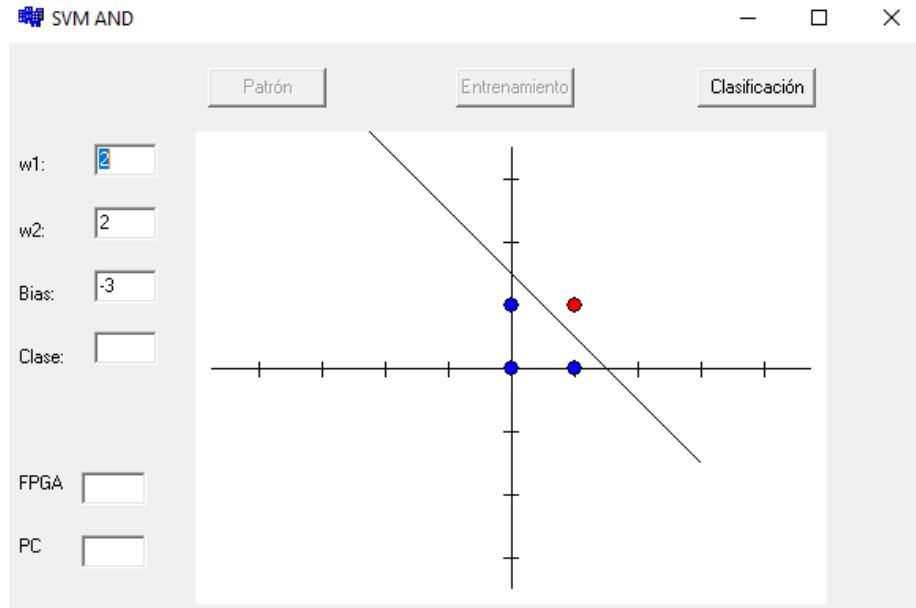 SVM AND
Patrón Entrenamiento Clasificación
w1: 2
w2: 2
Bias: -3
Clase:
FPGA
PC